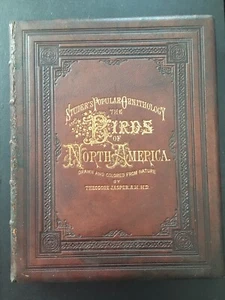 STUDER'S POPULAR ORNITHOLOGY
THE
BIRDS
OF
NORTH AMERICA.
DRAWN AND COLORED FROM NATURE
BY
THEODORE JASPER, A.M. M.D.